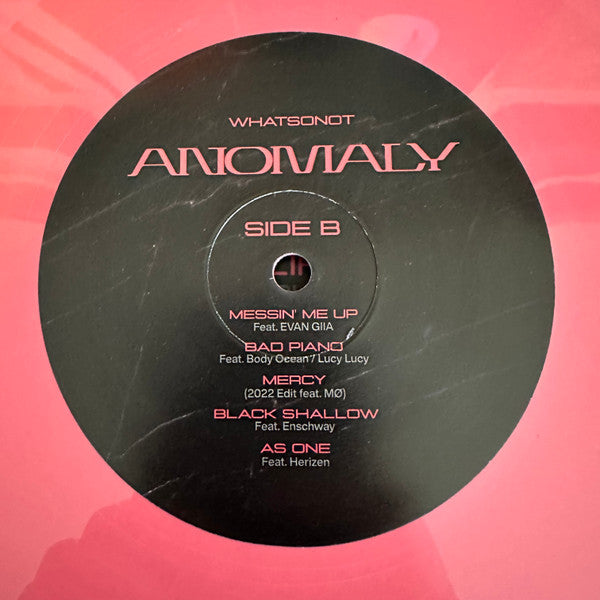 WHATSONOT
ANOMALY
SIDE B
MESSIN' ME UP
Feat. EVAN GIIA
BAD PIANO
Feat. Body Ocean / Lucy Lucy
MERCY
(2022 Edit feat. MØ)
BLACK SHALLOW
Feat. Enschway
AS ONE
Feat. Herizen